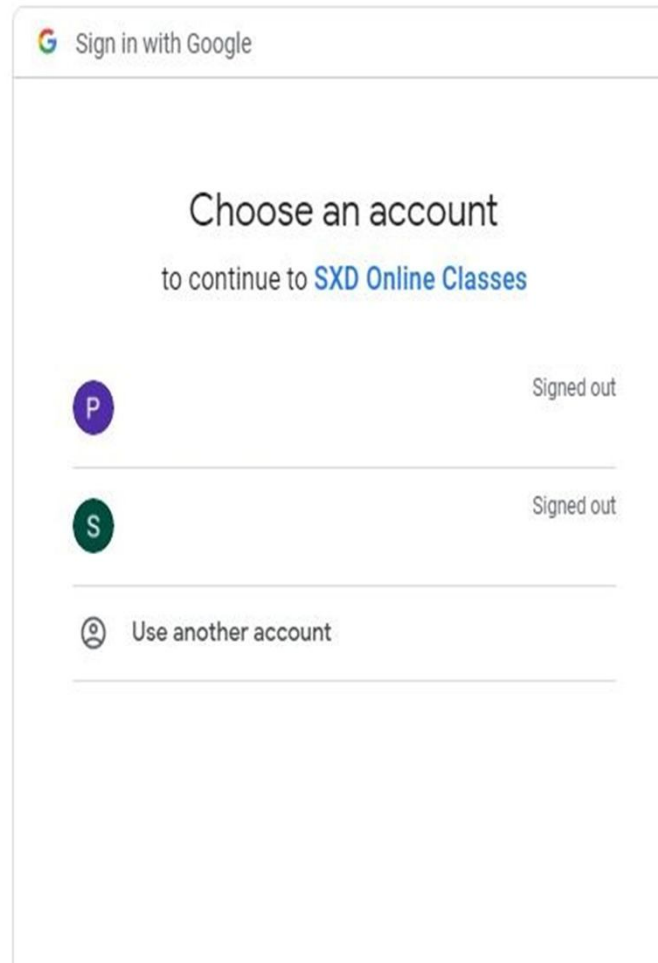 Sign in with Google
Choose an account
to continue to SXD Online Classes
Signed out
P
Signed out
S
Use another account